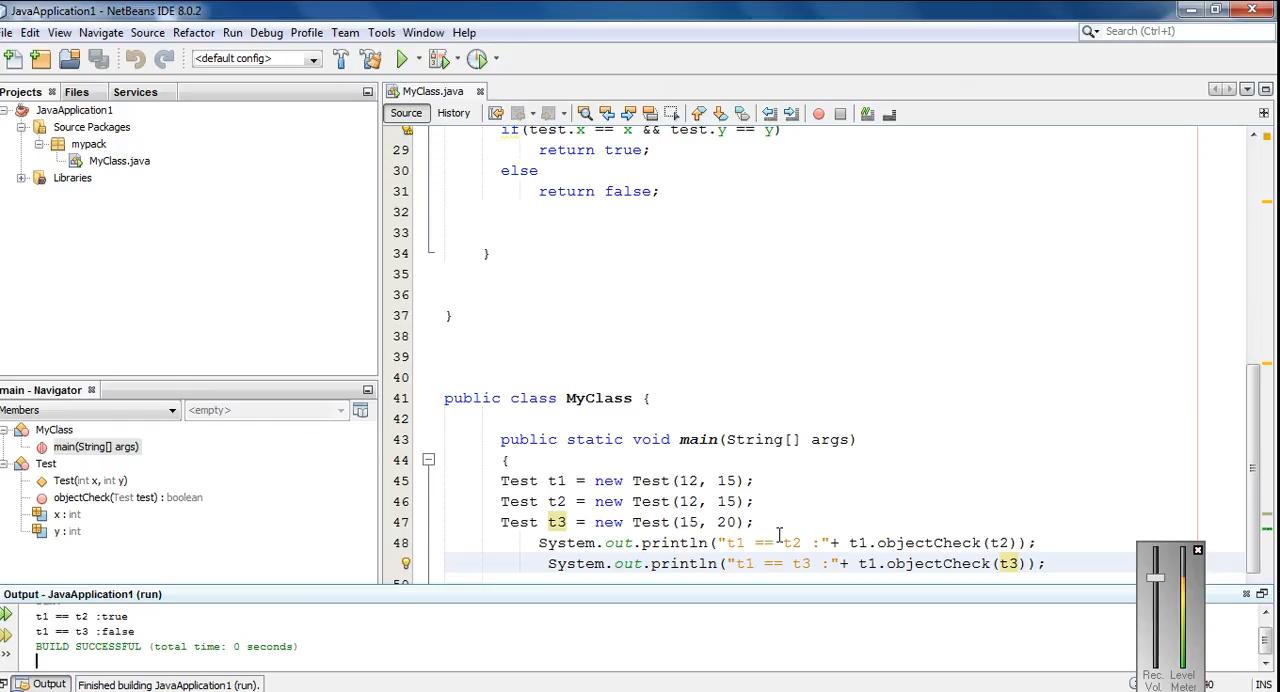 JavaApplication1 - NetBeans IDE 8.0.2
File Edit View Navigate Source Refactor Run Debug Profile Team Tools Window Help
Search (Ctrl+I)
<default config>
Projects Files Services
MyClass.java
JavaApplication1
Source Packages
mypack
MyClass.java
Libraries
Source History
if(test.x == x && test.y == y)
29 return true;
30 else
31 return false;
32
33
34 }
35
36
37 }
38
39
40
41 public class MyClass {
42
43 public static void main(String[] args)
44 {
45 Test t1 = new Test(12, 15);
46 Test t2 = new Test(12, 15);
47 Test t3 = new Test(15, 20);
48 System.out.println("t1 == t2 :"+ t1.objectCheck(t2));
System.out.println("t1 == t3 :"+ t1.objectCheck(t3));
50
main - Navigator
Members <empty>
MyClass
main(String[] args)
Test
Test(int x, int y)
objectCheck(Test test) : boolean
x : int
y : int
Output - JavaApplication1 (run)
t1 == t2 :true
t1 == t3 :false
BUILD SUCCESSFUL (total time: 0 seconds)
Rec. Level
Vol. Meter
Output Finished building JavaApplication1 (run).
INS